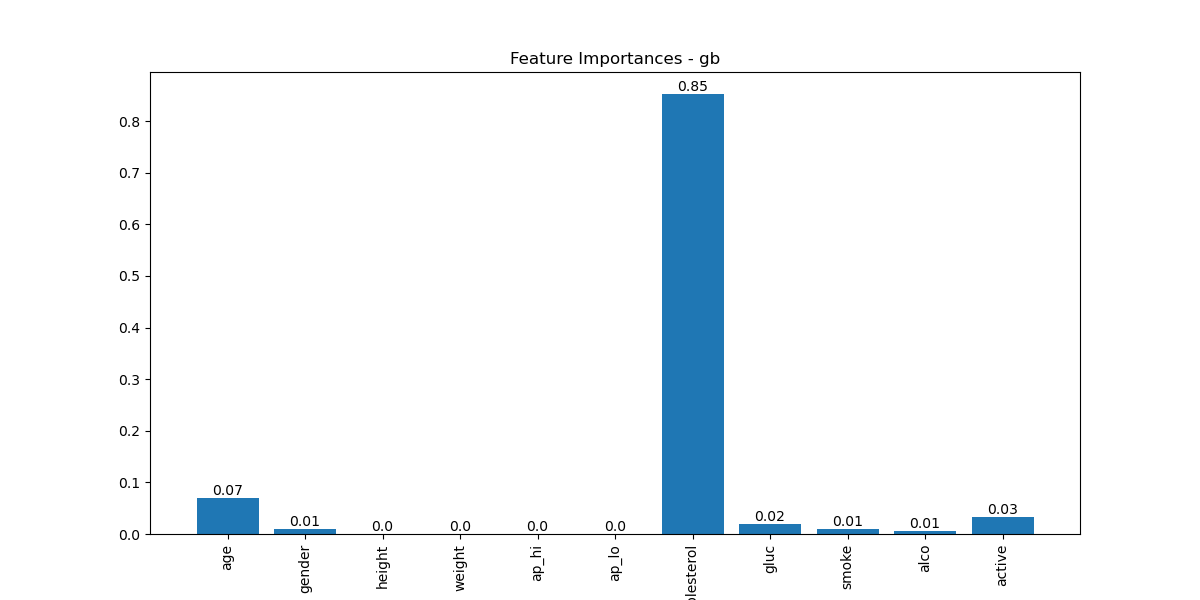 Feature Importances - gb
0.85
0.8
0.7
0.6
0.5
0.4
0.3
0.2
0.1
0.0
0.07
0.01
0.0
0.0
0.0
0.0
0.02
0.01
0.01
0.03
age
gender
height
weight
ap_hi
ap_lo
olesterol
gluc
smoke
alco
active